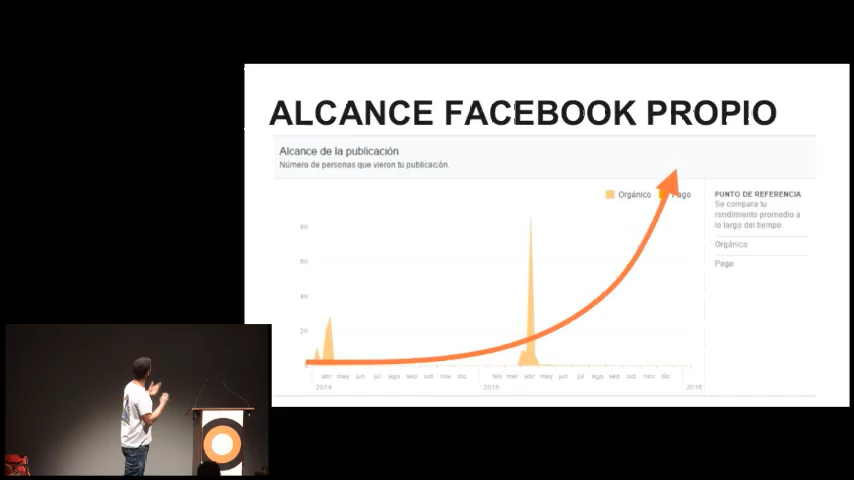 ALCANCE FACEBOOK PROPIO
Alcance de la publicación
Número de personas que vieron tu publicación.
Orgánico
Pago
PUNTO DE REFERENCIA
Se compara tu
rendimiento promedio a
lo largo del tiempo
Orgánico
Pago
8K
6K
4K
2K
abr may jun jul ago sep oct nov dic feb mar abr may jun jul ago sep oct nov dic
2014 2015 2016